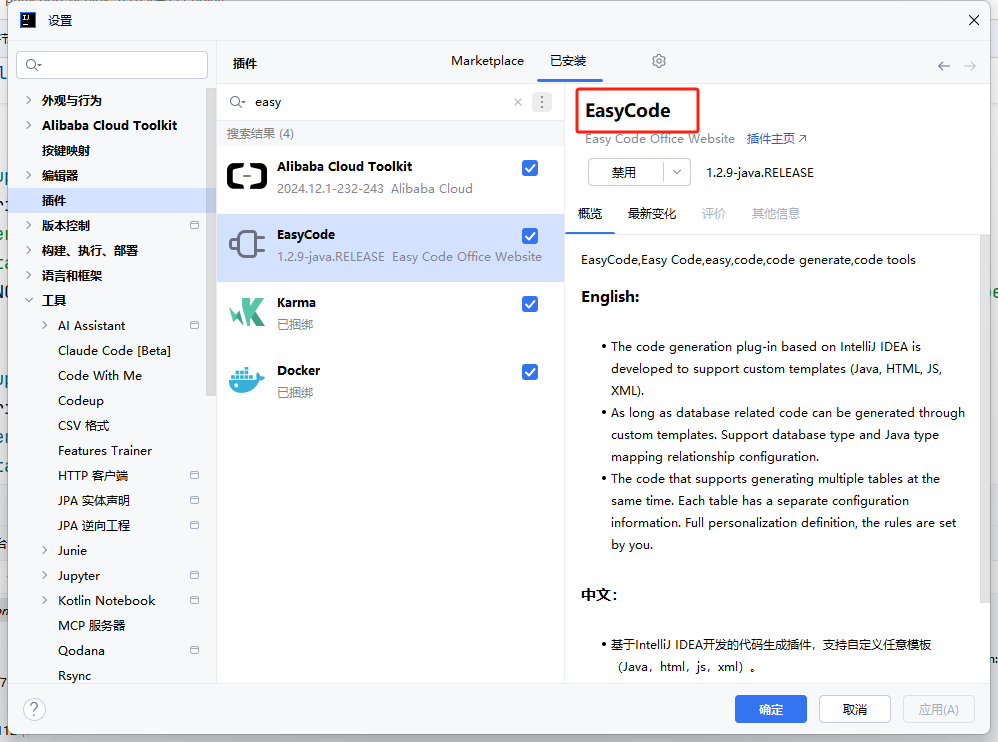 设置
外观与行为
Alibaba Cloud Toolkit
按键映射
编辑器
插件
版本控制
构建、执行、部署
语言和框架
工具
AI Assistant
Claude Code [Beta]
Code With Me
Codeup
CSV 格式
Features Trainer
HTTP 客户端
JPA 实体声明
JPA 逆向工程
Junie
Jupyter
Kotlin Notebook
MCP 服务器
Qodana
Rsync
插件
Marketplace
已安装
easy
搜索结果 (4)
Alibaba Cloud Toolkit
2024.12.1-232-243 Alibaba Cloud
EasyCode
1.2.9-java.RELEASE Easy Code Office Website
Karma
已捆绑
Docker
已捆绑
EasyCode
Easy Code Office Website 插件主页
禁用
1.2.9-java.RELEASE
概览 最新变化 评价 其他信息
EasyCode,Easy Code,easy,code,code generate,code tools
English:
• The code generation plug-in based on IntelliJ IDEA is
developed to support custom templates (Java, HTML, JS,
XML).
• As long as database related code can be generated through
custom templates. Support database type and Java type
mapping relationship configuration.
• The code that supports generating multiple tables at the
same time. Each table has a separate configuration
information. Full personalization definition, the rules are set
by you.
中文：
• 基于IntelliJ IDEA开发的代码生成插件，支持自定义任意模板
（Java，html，js，xml）。
?
确定
取消
应用(A)